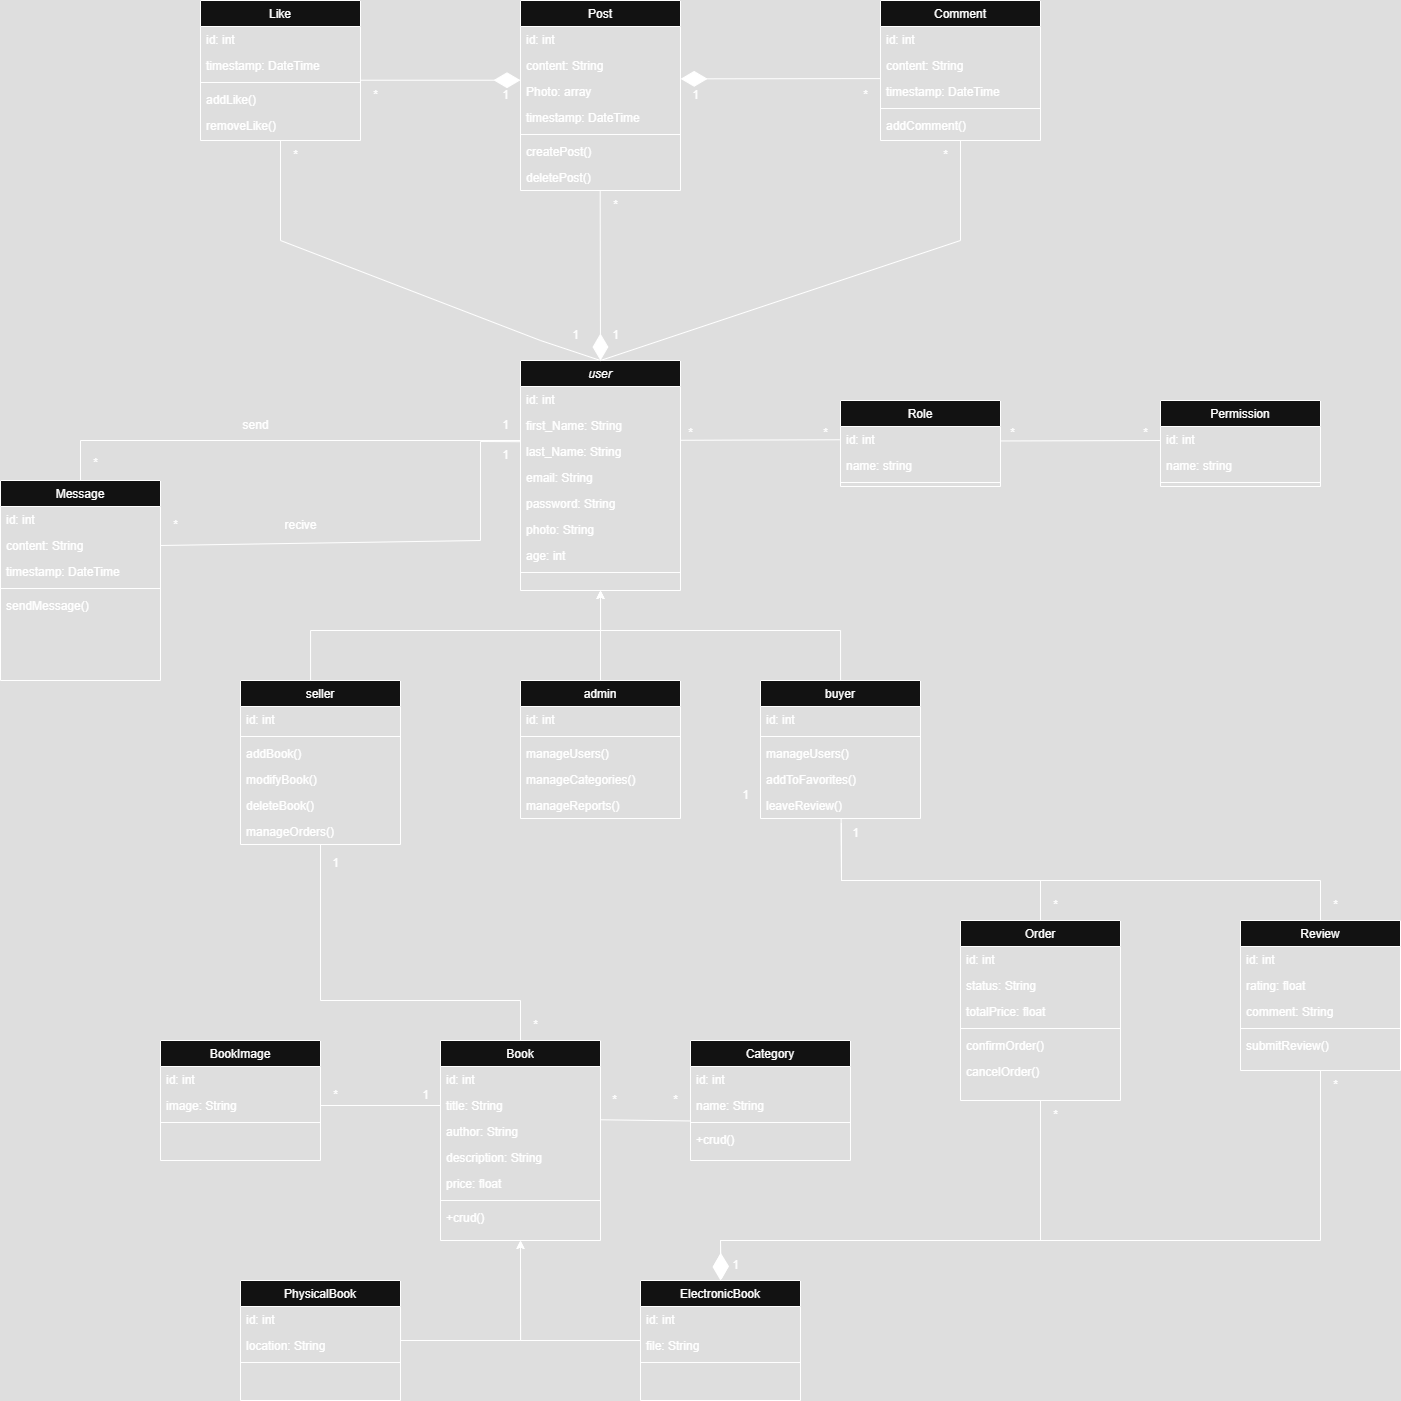 Like
id: int
timestamp: DateTime
addLike()
removeLike()
*
*
Post
id: int
content: String
Photo: array
timestamp: DateTime
createPost()
deletePost()
1
1
*
Comment
id: int
content: String
timestamp: DateTime
addComment()
*
*
1
1
user
id: int
first_Name: String
last_Name: String
email: String
password: String
photo: String
age: int
send
1
1
*
*
recive
Message
id: int
content: String
timestamp: DateTime
sendMessage()
*
*
Role
id: int
name: string
*
*
Permission
id: int
name: string
seller
id: int
addBook()
modifyBook()
deleteBook()
manageOrders()
1
admin
id: int
manageUsers()
manageCategories()
manageReports()
buyer
id: int
manageUsers()
addToFavorites()
leaveReview()
1
1
*
*
Order
id: int
status: String
totalPrice: float
confirmOrder()
cancelOrder()
*
Review
id: int
rating: float
comment: String
submitReview()
*
*
BookImage
id: int
image: String
*
1
Book
id: int
title: String
author: String
description: String
price: float
+crud()
*
*
Category
id: int
name: String
+crud()
1
PhysicalBook
id: int
location: String
ElectronicBook
id: int
file: String